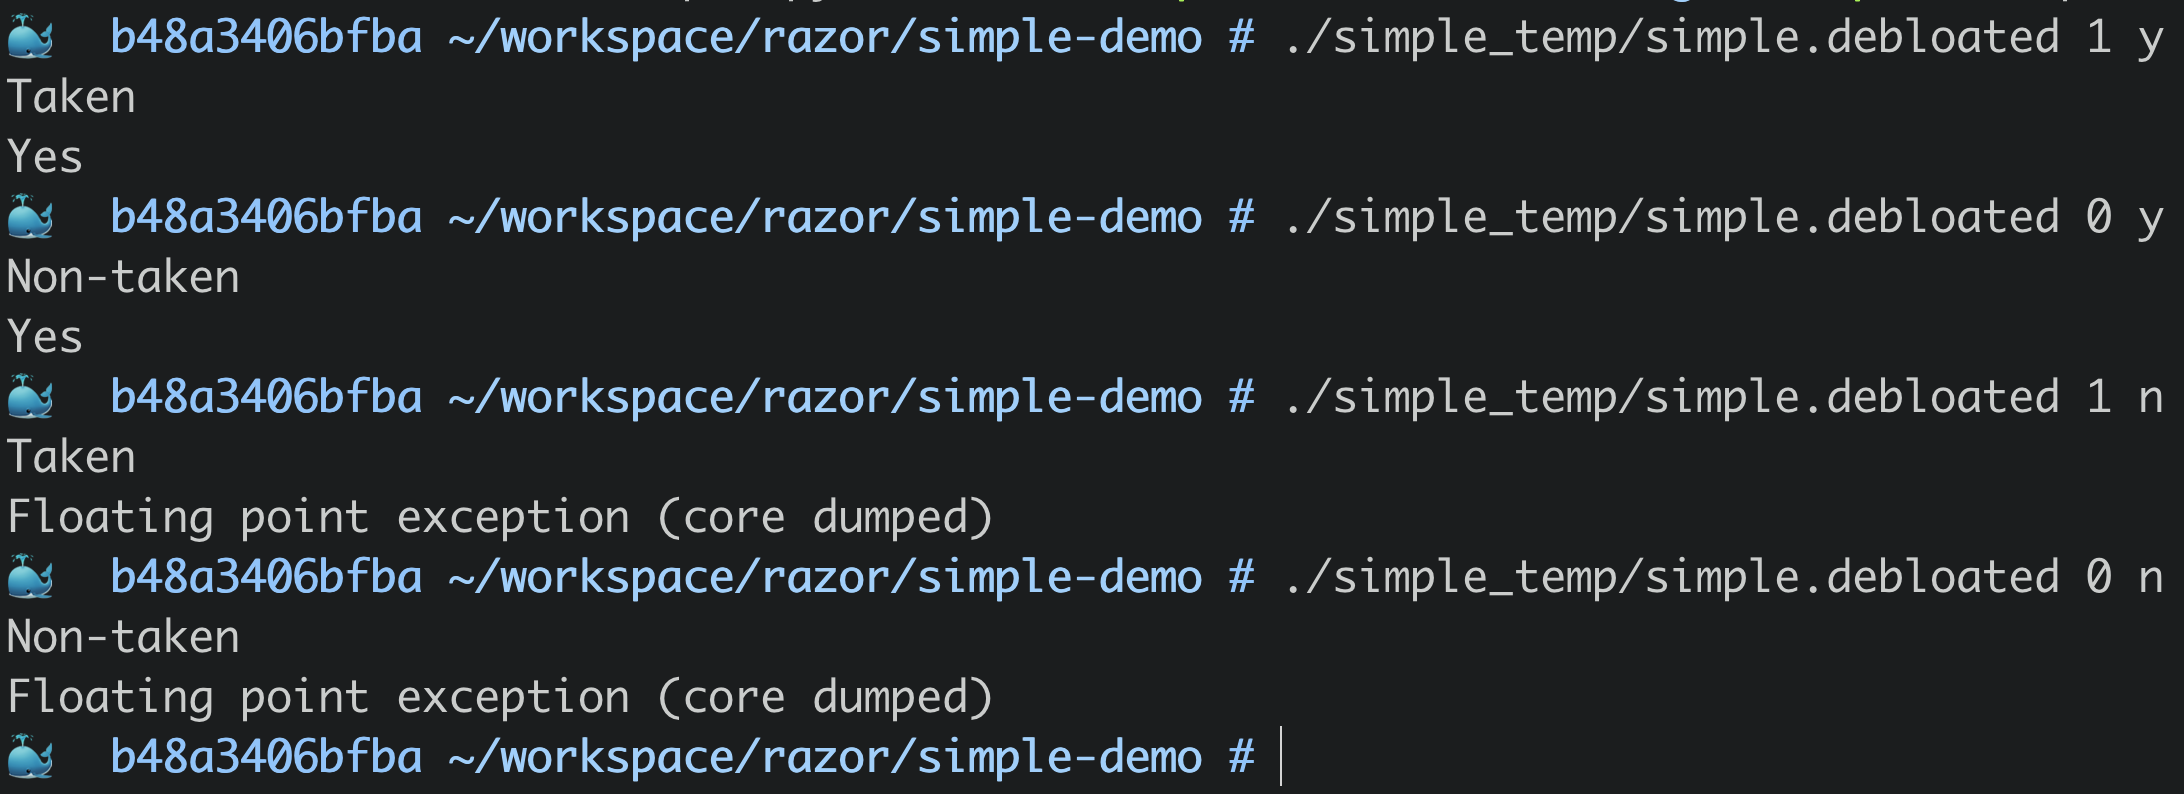 b48a3406bfba ~/workspace/razor/simple-demo # ./simple_temp/simple.debloated 1 y
Taken
Yes
b48a3406bfba ~/workspace/razor/simple-demo # ./simple_temp/simple.debloated 0 y
Non-taken
Yes
b48a3406bfba ~/workspace/razor/simple-demo # ./simple_temp/simple.debloated 1 n
Taken
Floating point exception (core dumped)
b48a3406bfba ~/workspace/razor/simple-demo # ./simple_temp/simple.debloated 0 n
Non-taken
Floating point exception (core dumped)
b48a3406bfba ~/workspace/razor/simple-demo #